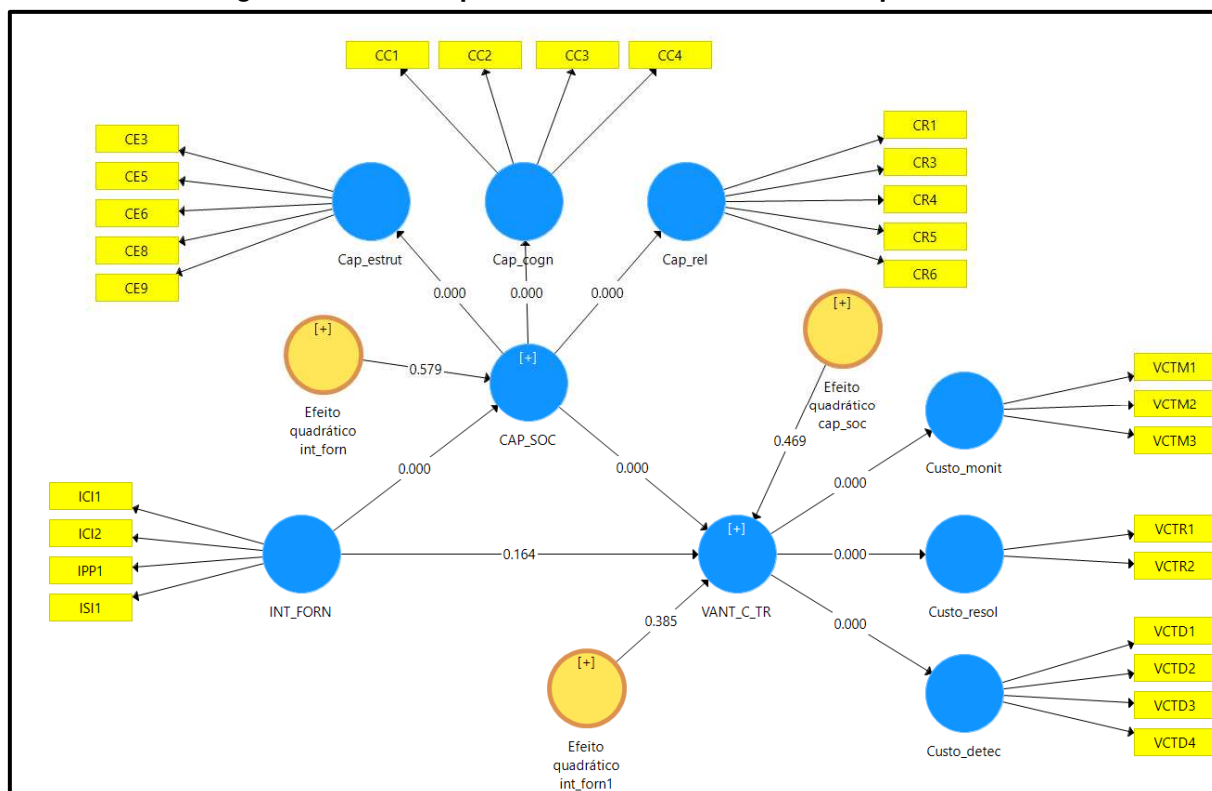 CC1
CC2
CC3
CC4
CE3
CE5
CE6
CE8
CE9
CR1
CR3
CR4
CR5
CR6
Cap_estrut
Cap_cogn
Cap_rel
0.000
0.000
0.000
[+]
Efeito
quadrático
int_forn
0.579
[+]
CAP_SOC
[+]
Efeito
quadrático
cap_soc
0.469
VCTM1
VCTM2
VCTM3
Custo_monit
0.000
0.000
0.000
ICI1
ICI2
IPP1
ISI1
INT_FORN
0.164
[+]
VANT_C_TR
0.000
VCTR1
VCTR2
Custo_resol
0.385
0.000
[+]
Efeito
quadrático
int_forn1
VCTD1
VCTD2
VCTD3
VCTD4
Custo_detec